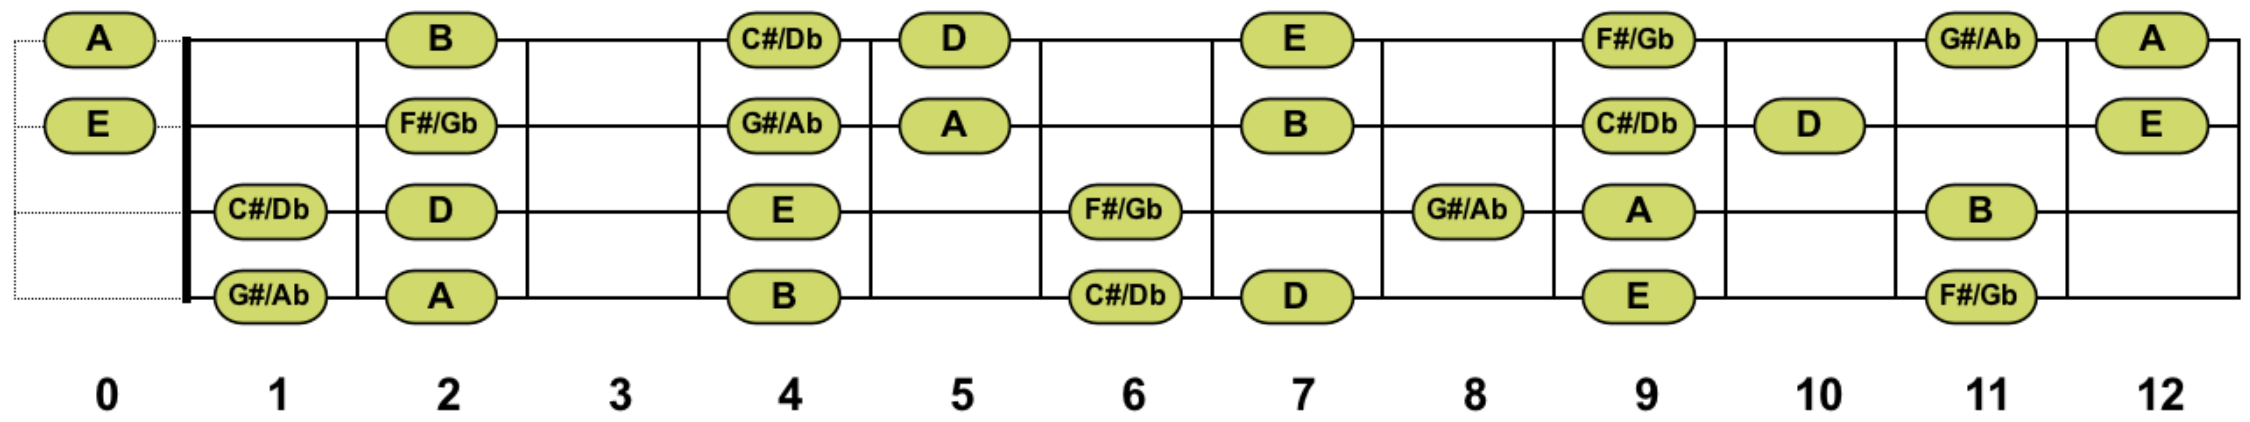 A B C#/Db D E F#/Gb G#/Ab A
E F#/Gb G#/Ab A B C#/Db D E
C#/Db D E F#/Gb G#/Ab A B
G#/Ab A B C#/Db D E F#/Gb
0 1 2 3 4 5 6 7 8 9 10 11 12